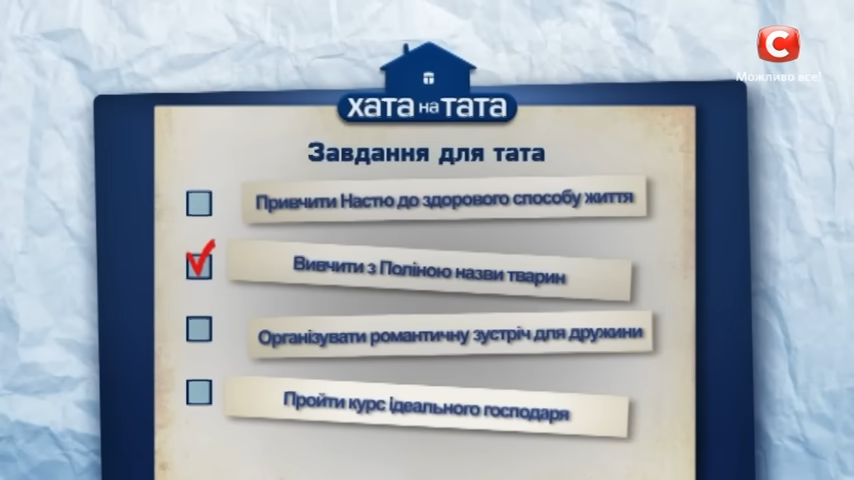 Можливо все!
хата на тата
Завдання для тата
Привчити Настю до здорового способу життя
Вивчити з Поліною назви тварин
Організувати романтичну зустріч для дружини
Пройти курс ідеального господаря